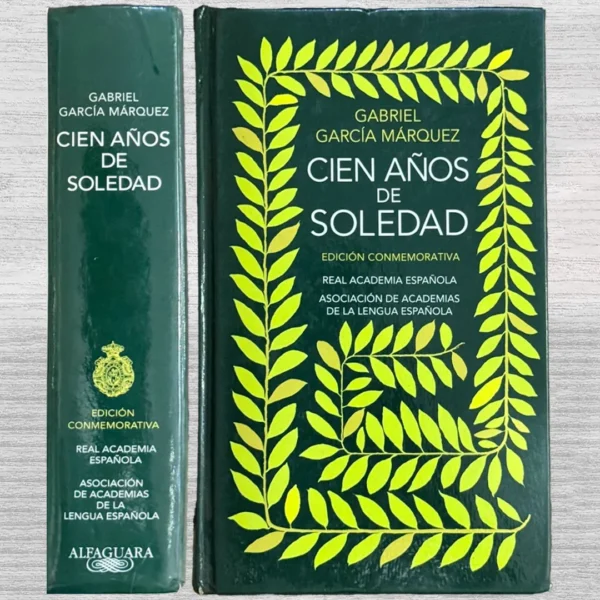 GABRIEL
GARCÍA MÁRQUEZ
CIEN AÑOS
DE
SOLEDAD
EDICIÓN
CONMEMORATIVA
REAL ACADEMIA
ESPAÑOLA
ASOCIACIÓN
DE ACADEMIAS
DE LA
LENGUA ESPAÑOLA
ALFAGUARA
GABRIEL
GARCÍA MÁRQUEZ
CIEN AÑOS
DE
SOLEDAD
EDICIÓN CONMEMORATIVA
REAL ACADEMIA ESPAÑOLA
ASOCIACIÓN DE ACADEMIAS
DE LA LENGUA ESPAÑOLA